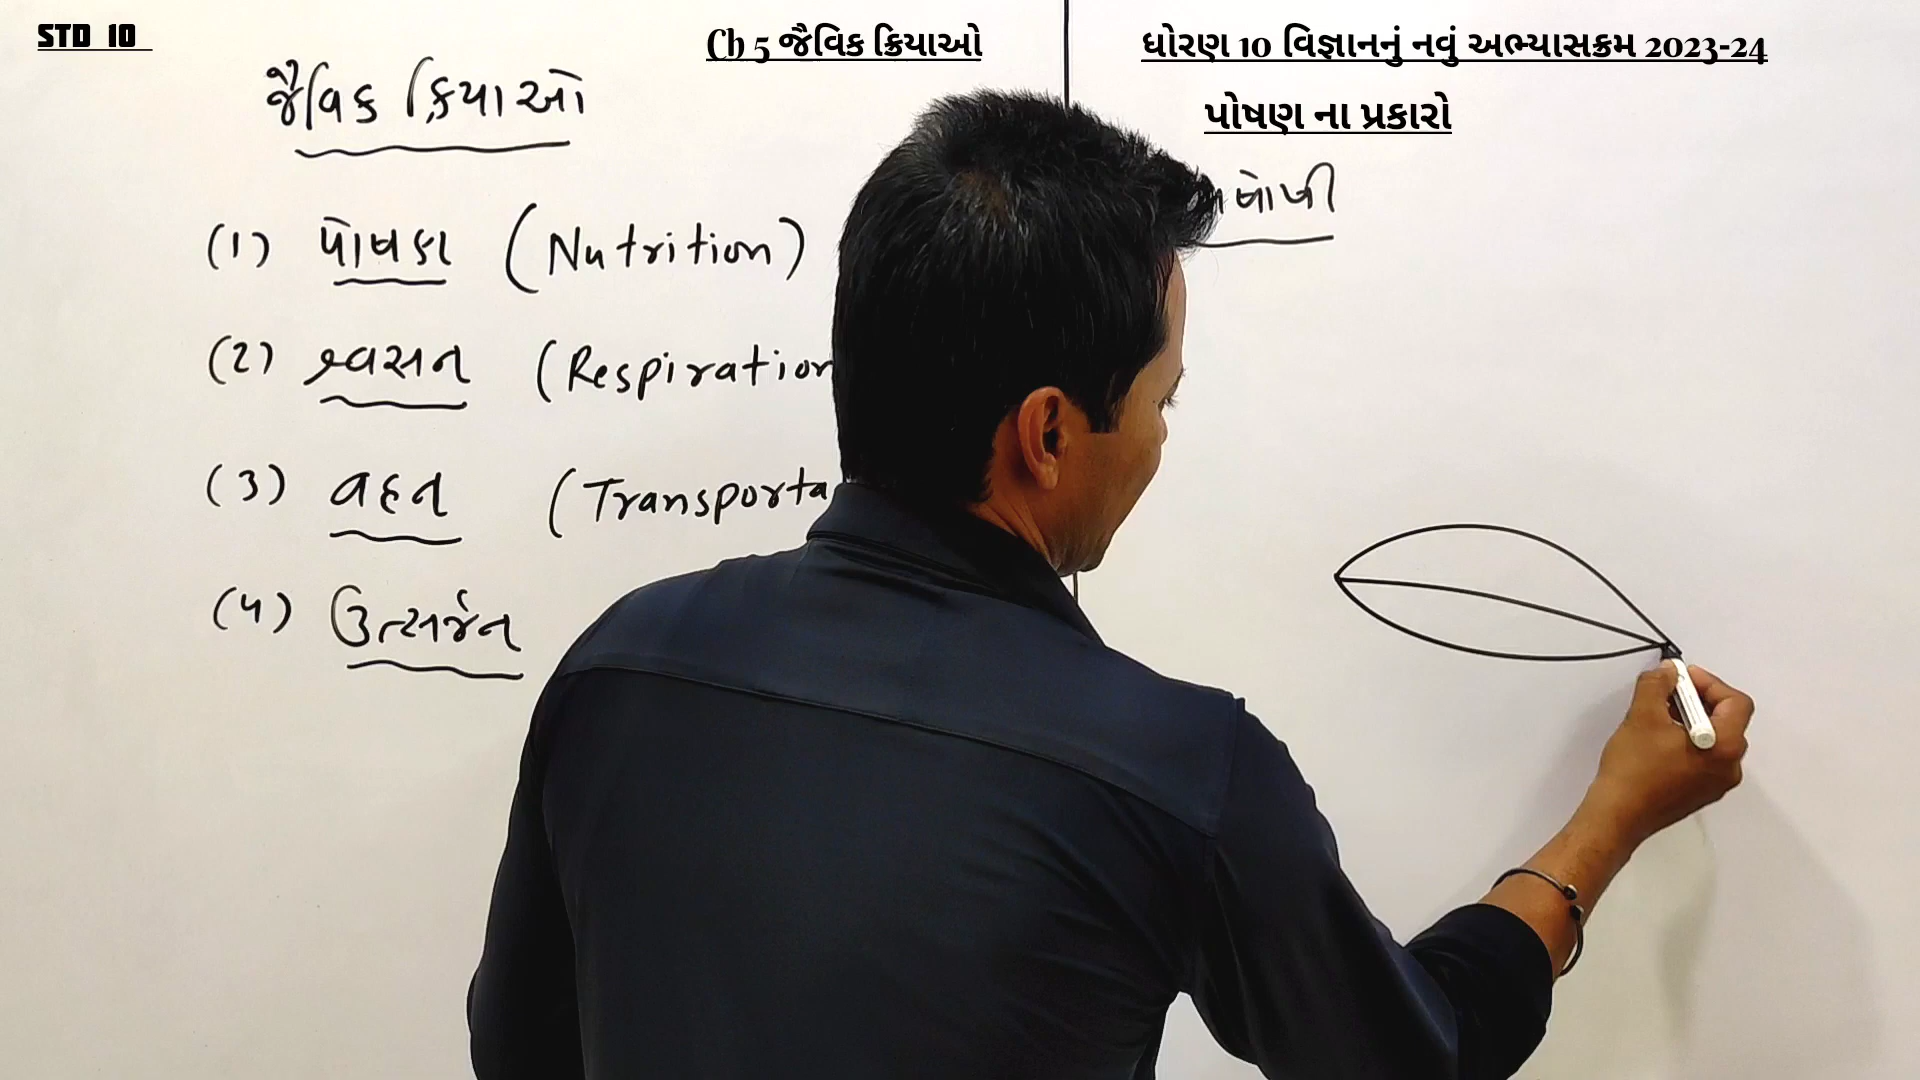 STD 10
Ch 5 જૈવિક ક્રિયાઓ
ધોરણ 10 વિજ્ઞાનનું નવું અભ્યાસક્રમ 2023-24
પોષણ ના પ્રકારો
જૈવિક ક્રિયાઓ
(1) પોષણ (Nutrition)
(2) શ્વસન (Respiration
(3) વહન (Transporta
(4) ઉત્સર્જન